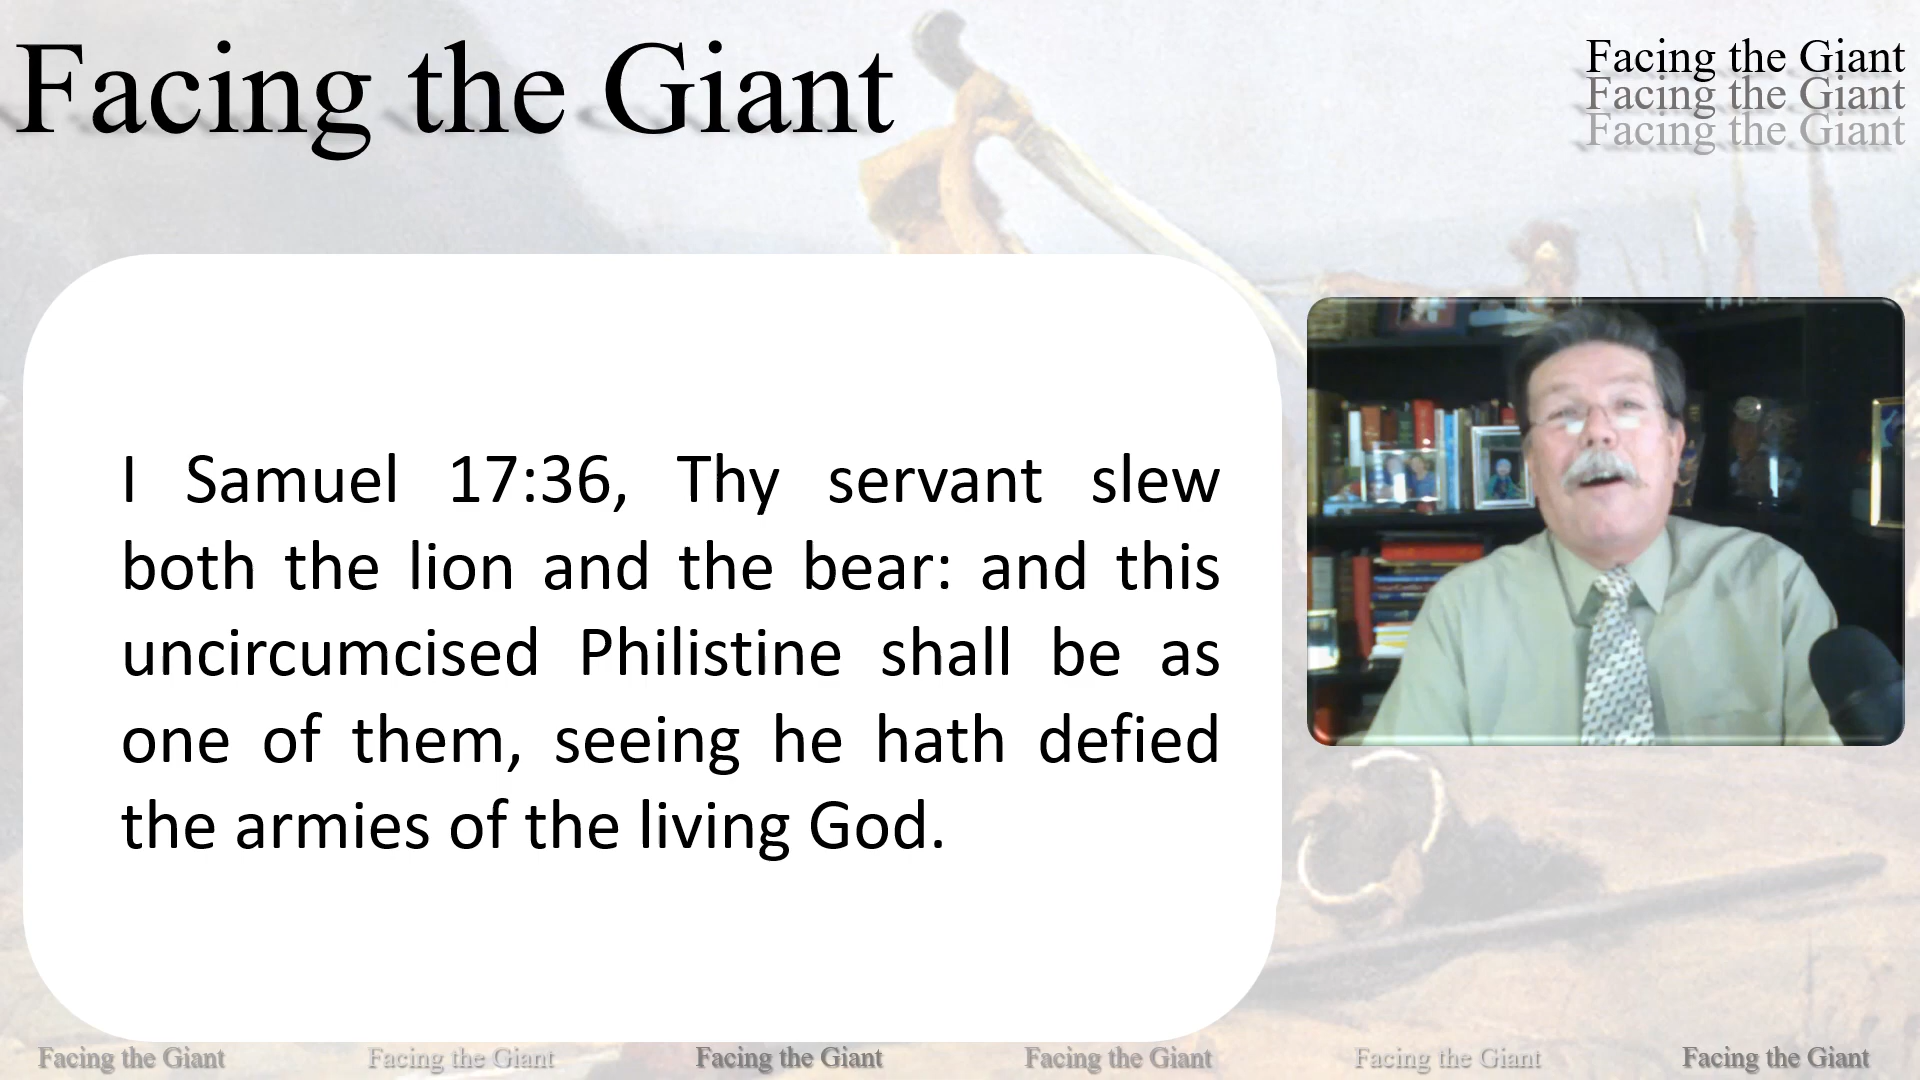 Facing the Giant
Facing the Giant
Facing the Giant
Facing the Giant
I Samuel 17:36, Thy servant slew
both the lion and the bear: and this
uncircumcised Philistine shall be as
one of them, seeing he hath defied
the armies of the living God.
Facing the Giant Facing the Giant Facing the Giant Facing the Giant Facing the Giant Facing the Giant